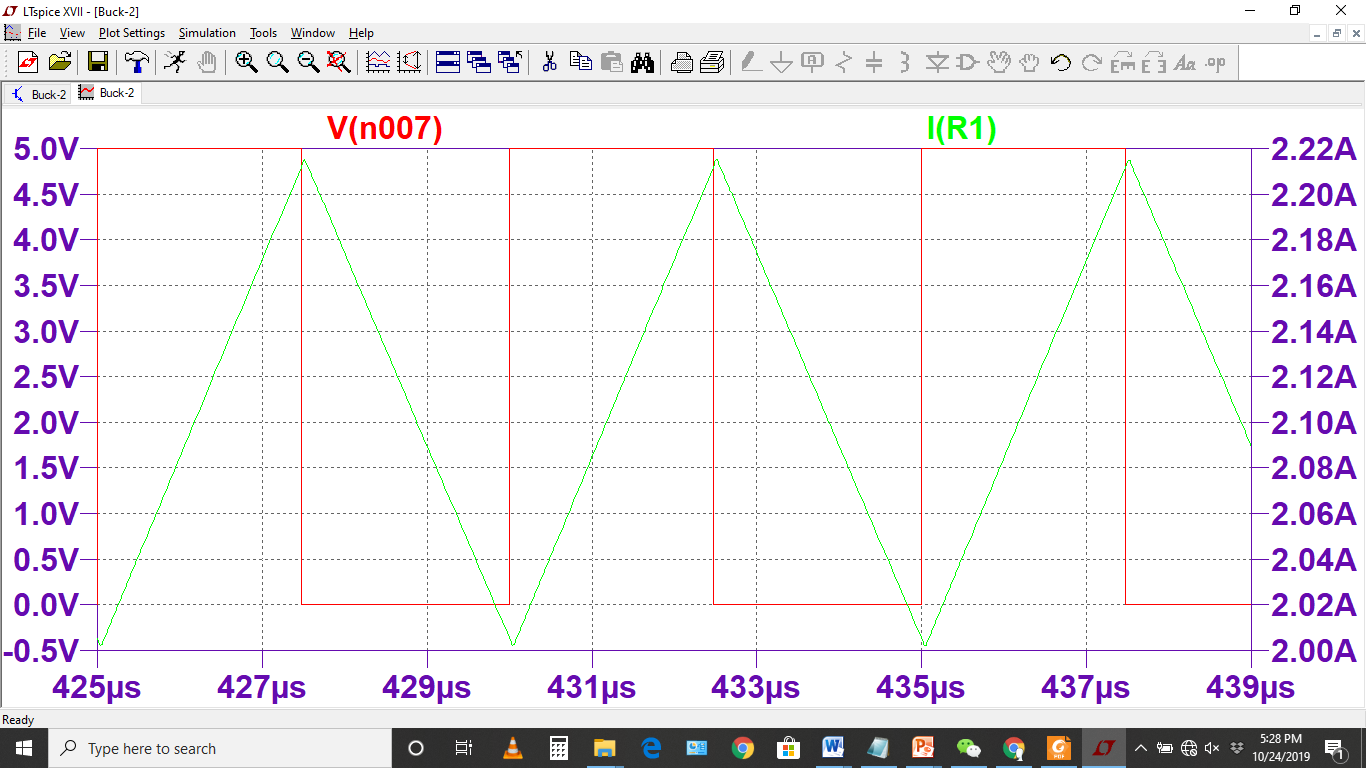 LTspice XVII - [Buck-2]
File View Plot Settings Simulation Tools Window Help
Buck-2 Buck-2
V(n007) I(R1)
5.0V 2.22A
4.5V 2.20A
4.0V 2.18A
3.5V 2.16A
3.0V 2.14A
2.5V 2.12A
2.0V 2.10A
1.5V 2.08A
1.0V 2.06A
0.5V 2.04A
0.0V 2.02A
-0.5V 2.00A
425µs 427µs 429µs 431µs 433µs 435µs 437µs 439µs
Ready
Type here to search
5:28 PM
10/24/2019
1